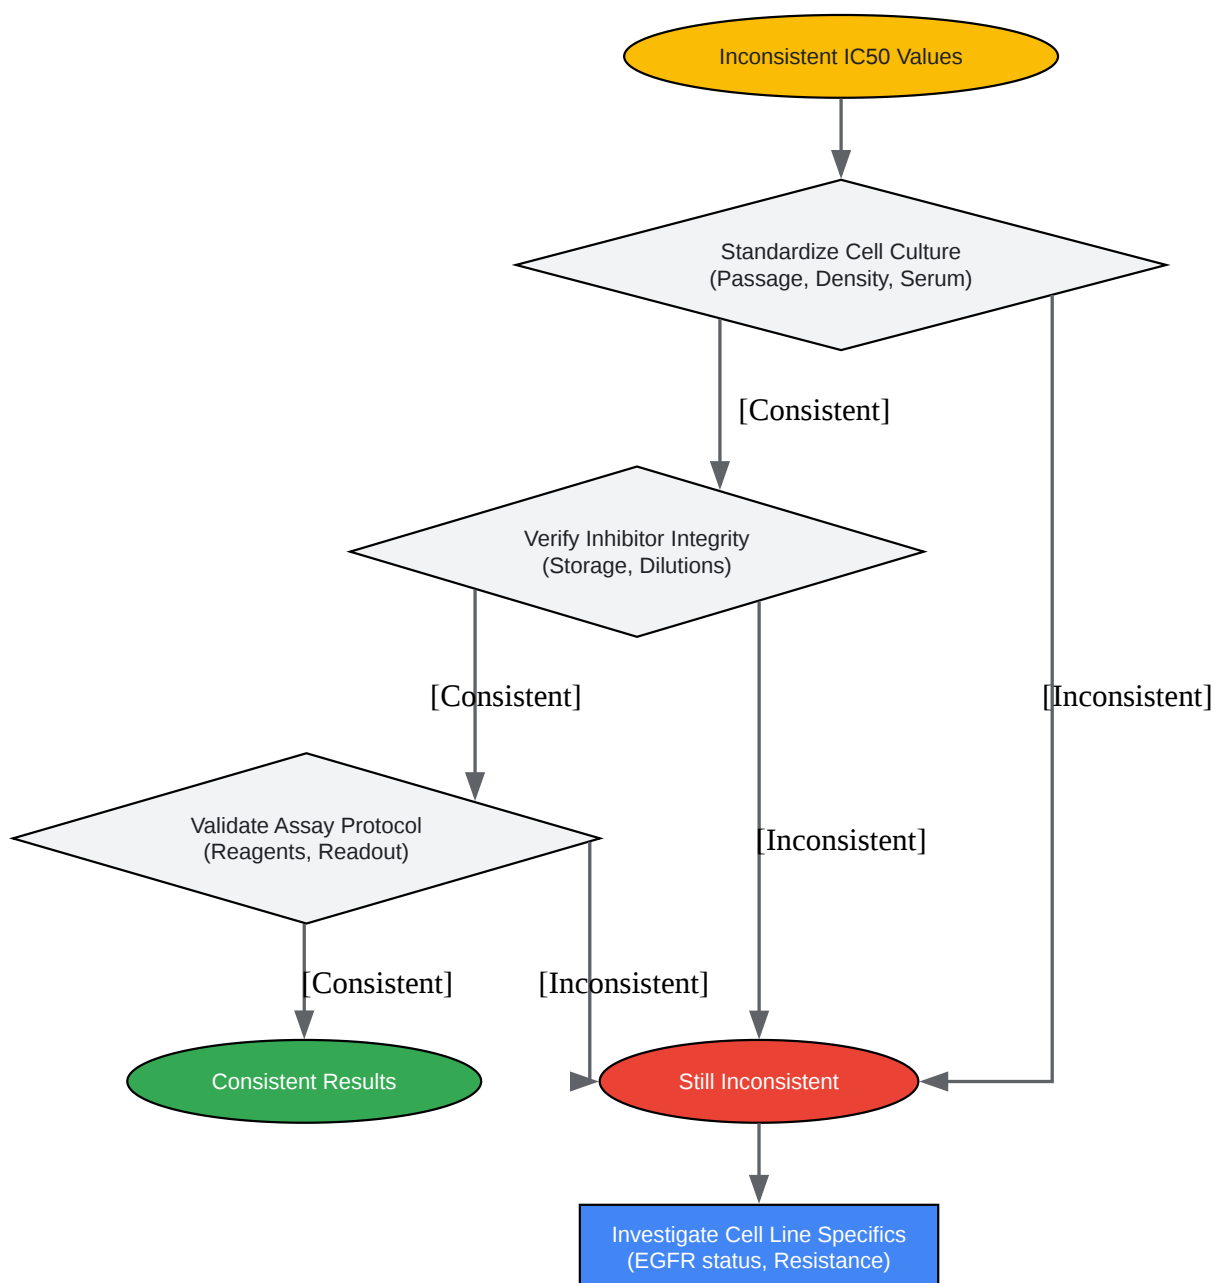 Inconsistent IC50 Values
Standardize Cell Culture
(Passage, Density, Serum)
[Consistent]
Verify Inhibitor Integrity
(Storage, Dilutions)
[Consistent]
[Inconsistent]
Validate Assay Protocol
(Reagents, Readout)
[Inconsistent]
[Consistent]
[Inconsistent]
Consistent Results
Still Inconsistent
Investigate Cell Line Specifics
(EGFR status, Resistance)